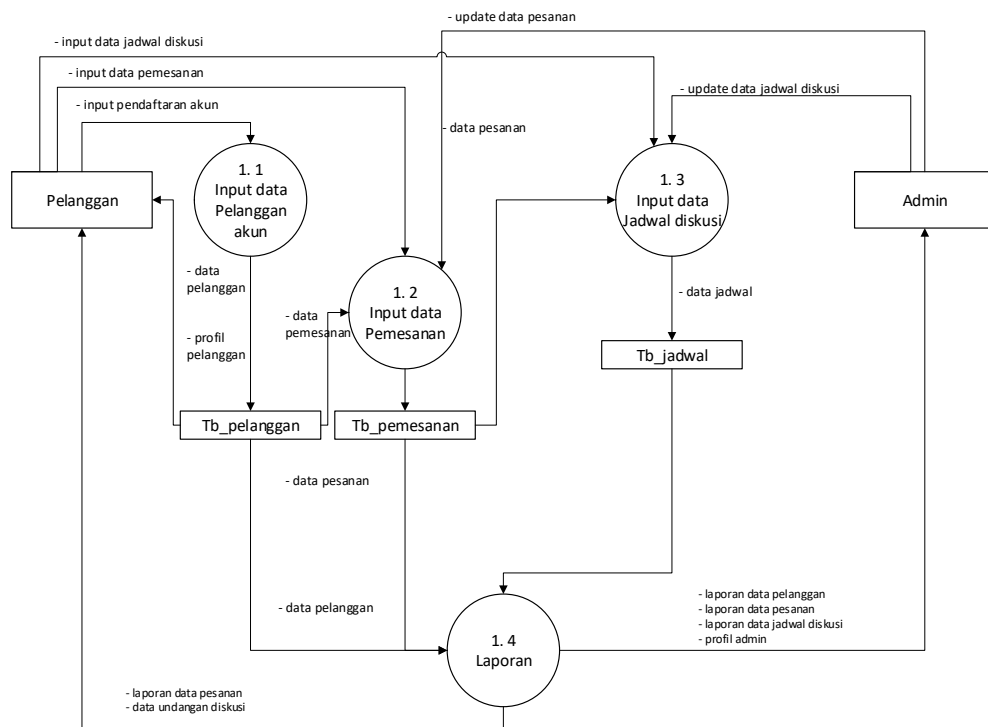 - update data pesanan
- input data jadwal diskusi
- input data pemesanan
- update data jadwal diskusi
- input pendaftaran akun
- data pesanan
1. 1
Input data
Pelanggan
akun
1. 3
Input data
Jadwal diskusi
Pelanggan
Admin
- data
pelanggan
1. 2
Input data
Pemesanan
- data jadwal
- profil
pelanggan
- data
pemesanan
Tb_jadwal
Tb_pelanggan
Tb_pemesanan
- data pesanan
- data pelanggan
1. 4
Laporan
- laporan data pelanggan
- laporan data pesanan
- laporan data jadwal diskusi
- profil admin
- laporan data pesanan
- data undangan diskusi